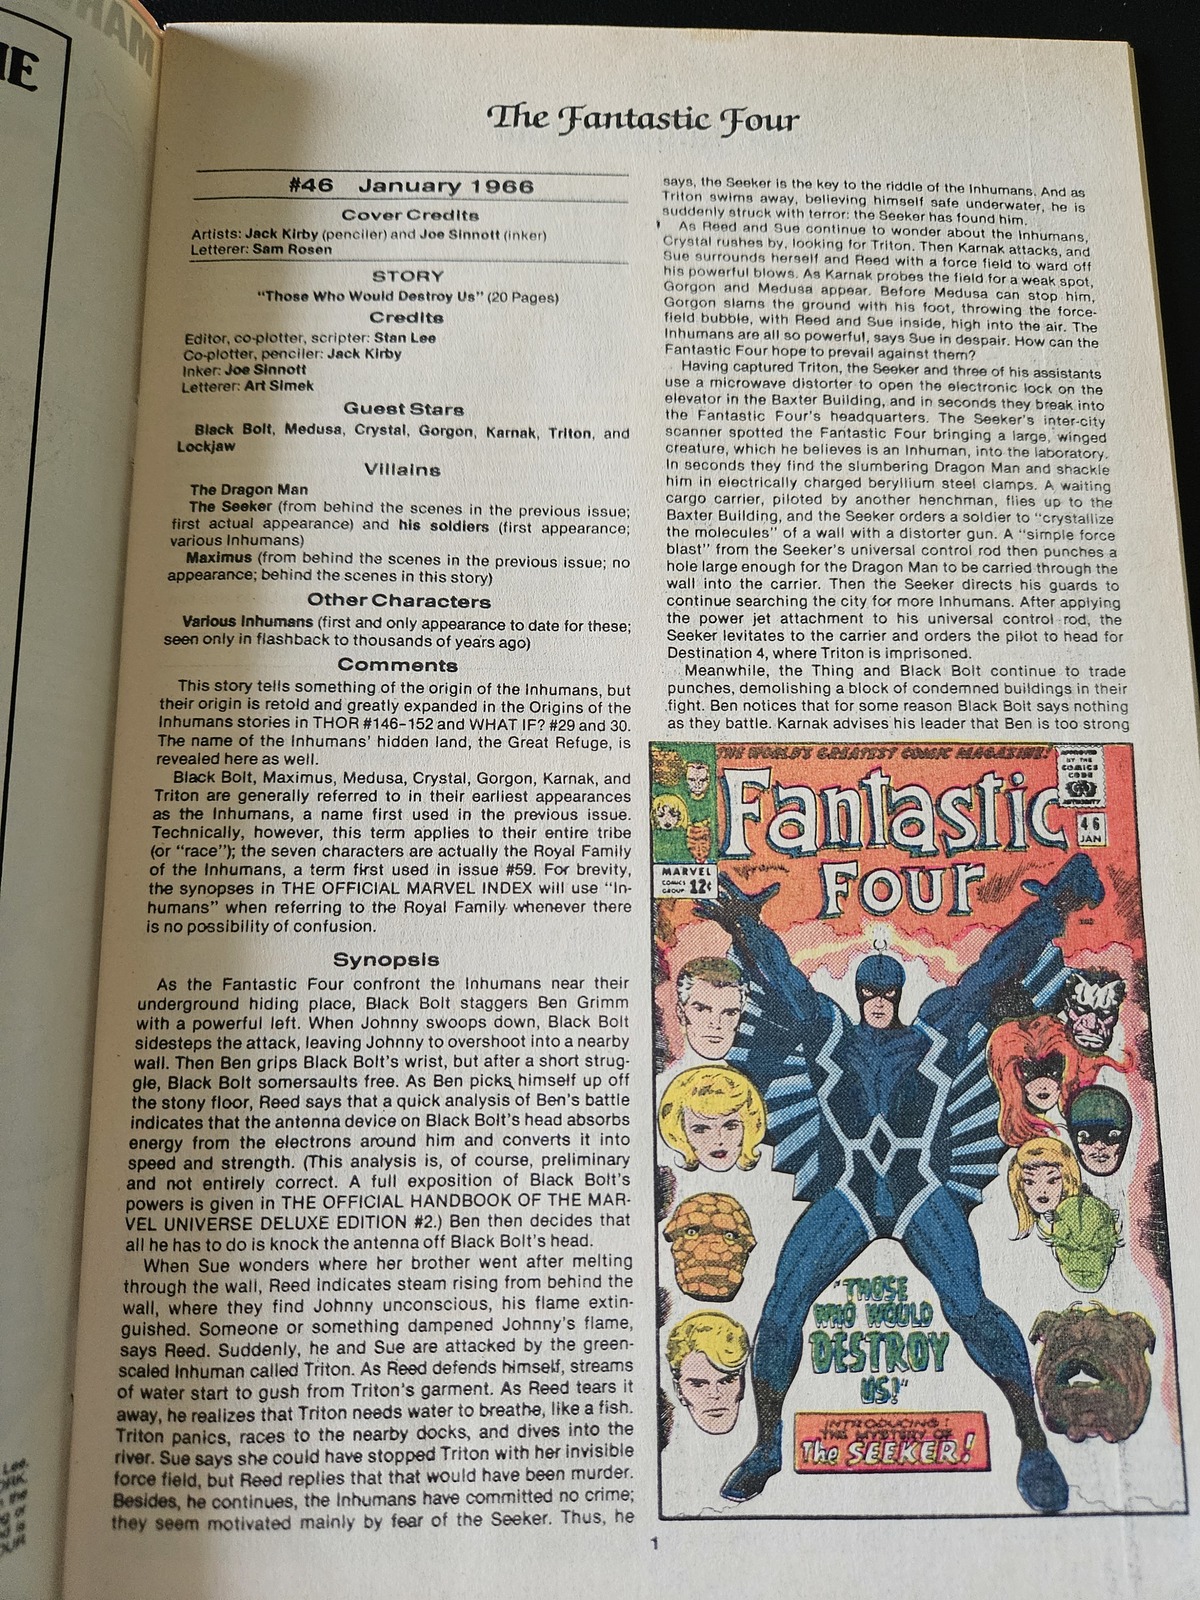 HAM
IE
The Fantastic Four
#46 January 1966
Cover Credits
Artists: Jack Kirby (penciler) and Joe Sinnott (inker)
Letterer: Sam Rosen
STORY
"Those Who Would Destroy Us" (20 Pages)
Credits
Editor, co-plotter, scripter: Stan Lee
Co-plotter, penciler: Jack Kirby
Inker: Joe Sinnott
Letterer: Art Simek
Guest Stars
Black Bolt, Medusa, Crystal, Gorgon, Karnak, Triton, and
Lockjaw
Villains
The Dragon Man
The Seeker (from behind the scenes in the previous issue;
first actual appearance) and his soldiers (first appearance;
various Inhumans)
Maximus (from behind the scenes in the previous issue; no
appearance; behind the scenes in this story)
Other Characters
Various Inhumans (first and only appearance to date for these;
seen only in flashback to thousands of years ago)
Comments
This story tells something of the origin of the Inhumans, but
their origin is retold and greatly expanded in the Origins of the
Inhumans stories in THOR #146-152 and WHAT IF? #29 and 30.
The name of the Inhumans' hidden land, the Great Refuge, is
revealed here as well.
Black Bolt, Maximus, Medusa, Crystal, Gorgon, Karnak, and
Triton are generally referred to in their earliest appearances
as the Inhumans, a name first used in the previous issue.
Technically, however, this term applies to their entire tribe
(or "race"); the seven characters are actually the Royal Family
of the Inhumans, a term first used in issue #59. For brevity,
the synopses in THE OFFICIAL MARVEL INDEX will use "In-
humans" when referring to the Royal Family whenever there
is no possibility of confusion.
Synopsis
As the Fantastic Four confront the Inhumans near their
underground hiding place, Black Bolt staggers Ben Grimm
with a powerful left. When Johnny swoops down, Black Bolt
sidesteps the attack, leaving Johnny to overshoot into a nearby
wall. Then Ben grips Black Bolt's wrist, but after a short strug-
gle, Black Bolt somersaults free. As Ben picks himself up off
the stony floor, Reed says that a quick analysis of Ben's battle
indicates that the antenna device on Black Bolt's head absorbs
energy from the electrons around him and converts it into
speed and strength. (This analysis is, of course, preliminary
and not entirely correct. A full exposition of Black Bolt's
powers is given in THE OFFICIAL HANDBOOK OF THE MAR-
VEL UNIVERSE DELUXE EDITION #2.) Ben then decides that
all he has to do is knock the antenna off Black Bolt's head.
When Sue wonders where her brother went after melting
through the wall, Reed indicates steam rising from behind the
wall, where they find Johnny unconscious, his flame extin-
guished. Someone or something dampened Johnny's flame,
says Reed. Suddenly, he and Sue are attacked by the green-
scaled Inhuman called Triton. As Reed defends himself, streams
of water start to gush from Triton's garment. As Reed tears it
away, he realizes that Triton needs water to breathe, like a fish.
Triton panics, races to the nearby docks, and dives into the
river. Sue says she could have stopped Triton with her invisible
force field, but Reed replies that that would have been murder.
Besides, he continues, the Inhumans have committed no crime;
they seem motivated mainly by fear of the Seeker. Thus, he
says, the Seeker is the key to the riddle of the Inhumans. And as
Triton swims away, believing himself safe underwater, he is
suddenly struck with terror: the Seeker has found him.
As Reed and Sue continue to wonder about the Inhumans,
Crystal rushes by, looking for Triton. Then Karnak attacks, and
Sue surrounds herself and Reed with a force field to ward off
his powerful blows. As Karnak probes the field for a weak spot,
Gorgon and Medusa appear. Before Medusa can stop him,
Gorgon slams the ground with his foot, throwing the force-
field bubble, with Reed and Sue inside, high into the air. The
Inhumans are all so powerful, says Sue in despair. How can the
Fantastic Four hope to prevail against them?
Having captured Triton, the Seeker and three of his assistants
use a microwave distorter to open the electronic lock on the
elevator in the Baxter Building, and in seconds they break into
the Fantastic Four's headquarters. The Seeker's inter-city
scanner spotted the Fantastic Four bringing a large, winged
creature, which he believes is an Inhuman, into the laboratory.
In seconds they find the slumbering Dragon Man and shackle
him in electrically charged beryllium steel clamps. A waiting
cargo carrier, piloted by another henchman, flies up to the
Baxter Building, and the Seeker orders a soldier to "crystallize
the molecules" of a wall with a distorter gun. A "simple force
blast" from the Seeker's universal control rod then punches a
hole large enough for the Dragon Man to be carried through the
wall into the carrier. Then the Seeker directs his guards to
continue searching the city for more Inhumans. After applying
the power jet attachment to his universal control rod, the
Seeker levitates to the carrier and orders the pilot to head for
Destination 4, where Triton is imprisoned.
Meanwhile, the Thing and Black Bolt continue to trade
punches, demolishing a block of condemned buildings in their
fight. Ben notices that for some reason Black Bolt says nothing
as they battle. Karnak advises his leader that Ben is too strong
THE WORLD'S GREATEST COMIC MAGAZINE!
APPROVED
BY THE
COMICS
CODE
AUTHORITY
Fantastic
Four
46
JAN
MARVEL
COMICS
GROUP 12¢
"THOSE
WHO WOULD
DESTROY
US!"
INTRODUCING!
THE MYSTERY OF
The SEEKER!
1
Lee.